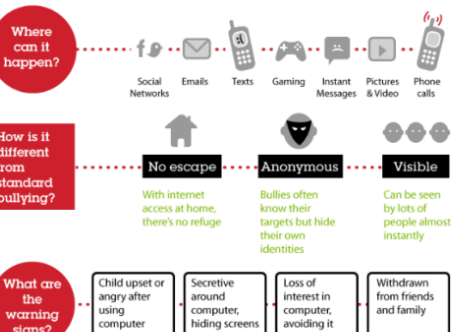 Where
can it
happen?
Social
Networks
Emails
Texts
Gaming
Instant
Messages
Pictures
& Video
Phone
calls
How is it
different
from
standard
bullying?
No escape
Anonymous
Visible
With internet
access at home,
there's no refuge
Bullies often
know their
targets but hide
their own
identities
Can be seen
by lots of
people almost
instantly
What are
the
warning
signs?
Child upset or
angry after
using
computer
Secretive
around
computer,
hiding screens
Loss of
interest in
computer,
avoiding it
Withdrawn
from friends
and family